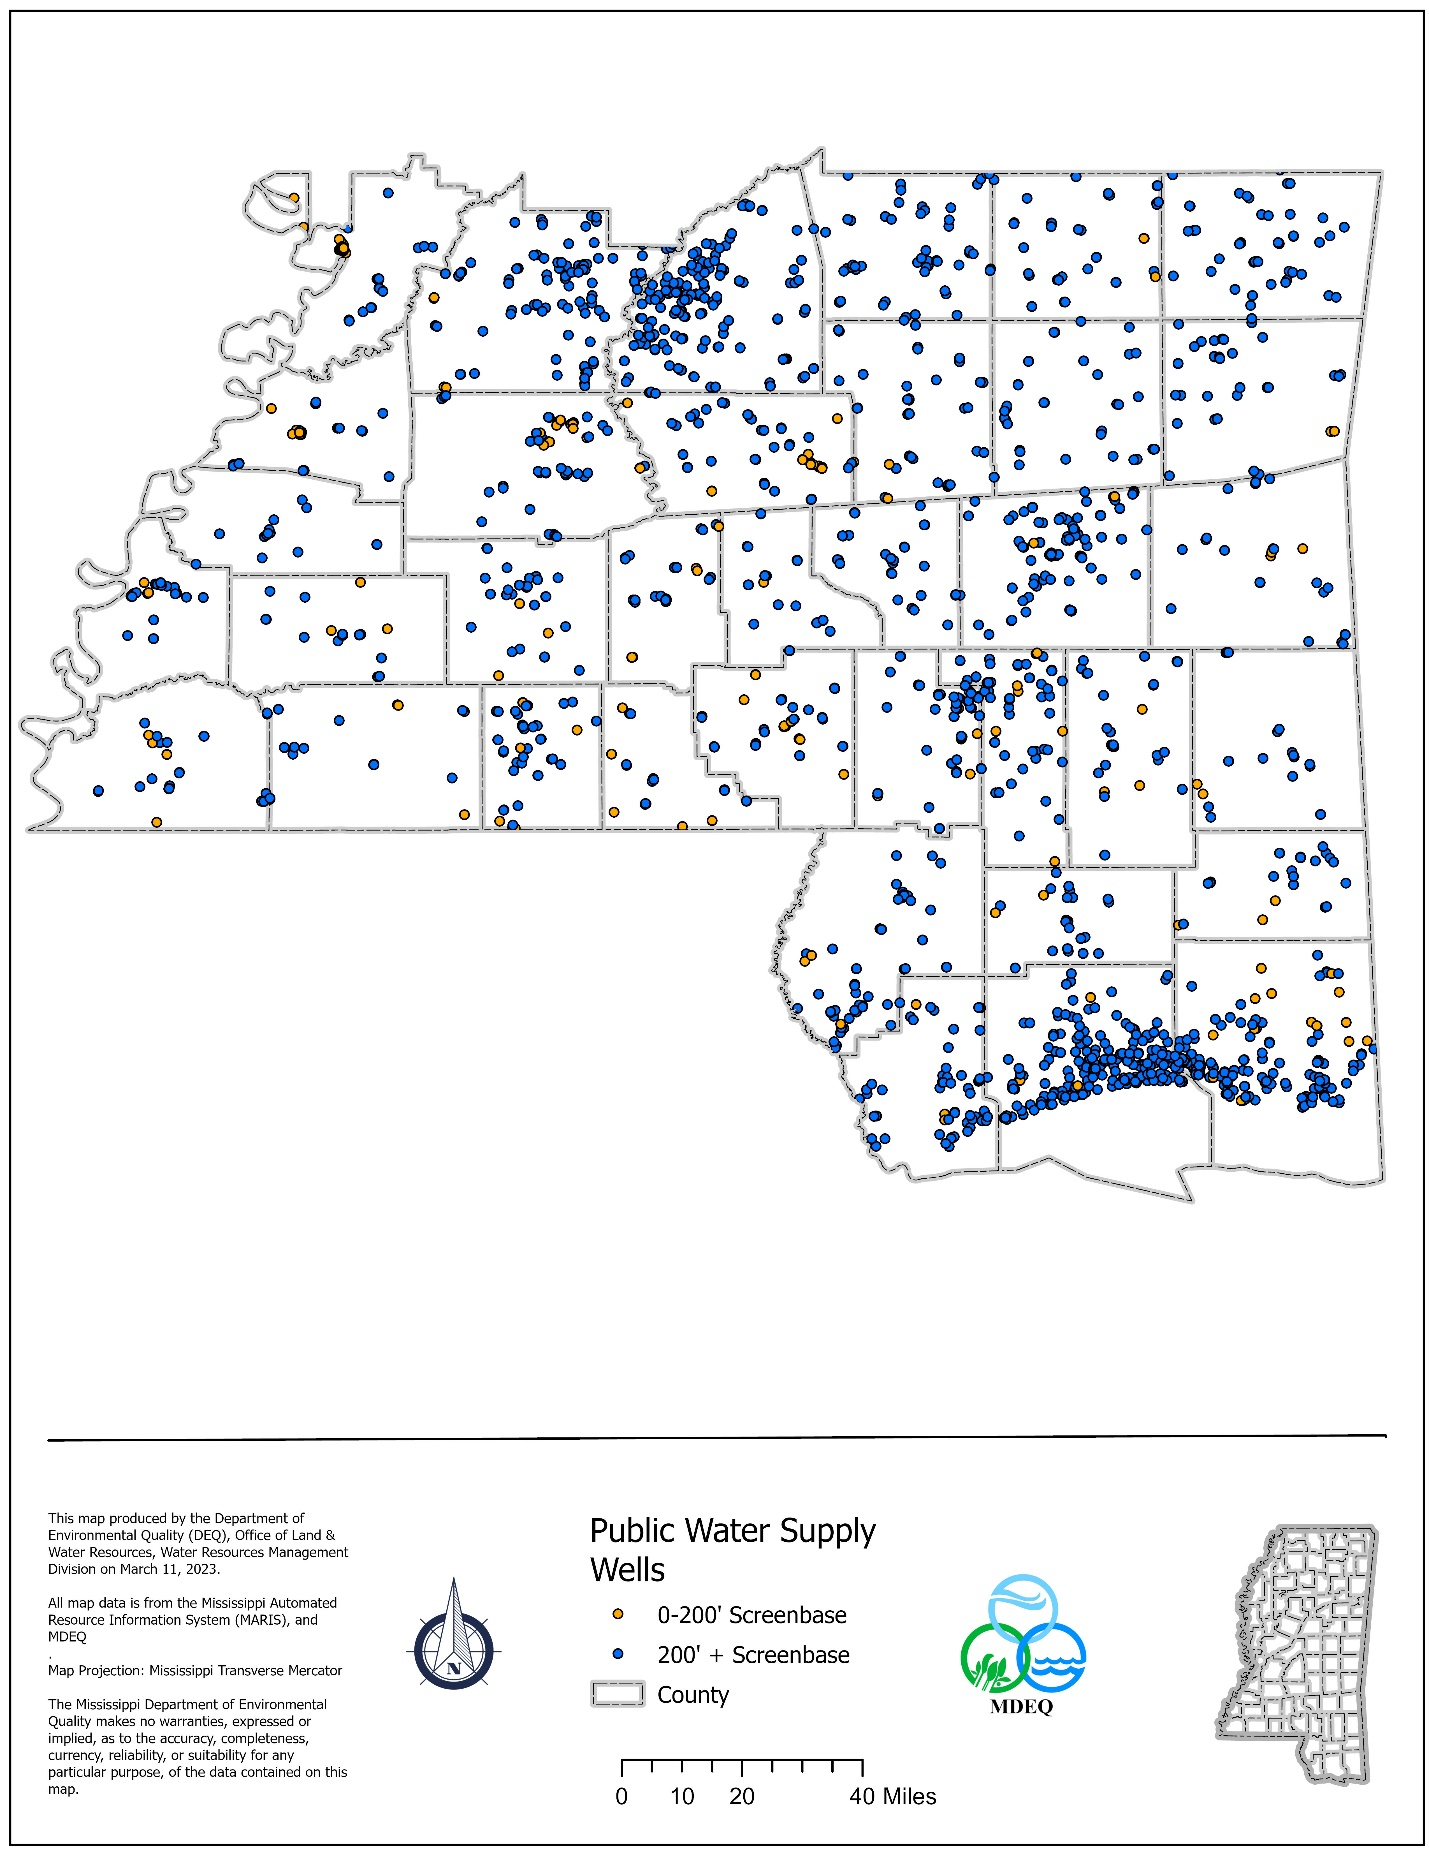 This map produced by the Department of
Environmental Quality (DEQ), Office of Land &
Water Resources, Water Resources Management
Division on March 11, 2023.
All map data is from the Mississippi Automated
Resource Information System (MARIS), and
MDEQ
.
Map Projection: Mississippi Transverse Mercator
The Mississippi Department of Environmental
Quality makes no warranties, expressed or
implied, as to the accuracy, completeness,
currency, reliability, or suitability for any
particular purpose, of the data contained on this
map.
N
Public Water Supply
Wells
0-200' Screenbase
200' + Screenbase
County
0 10 20 40 Miles
MDEQ